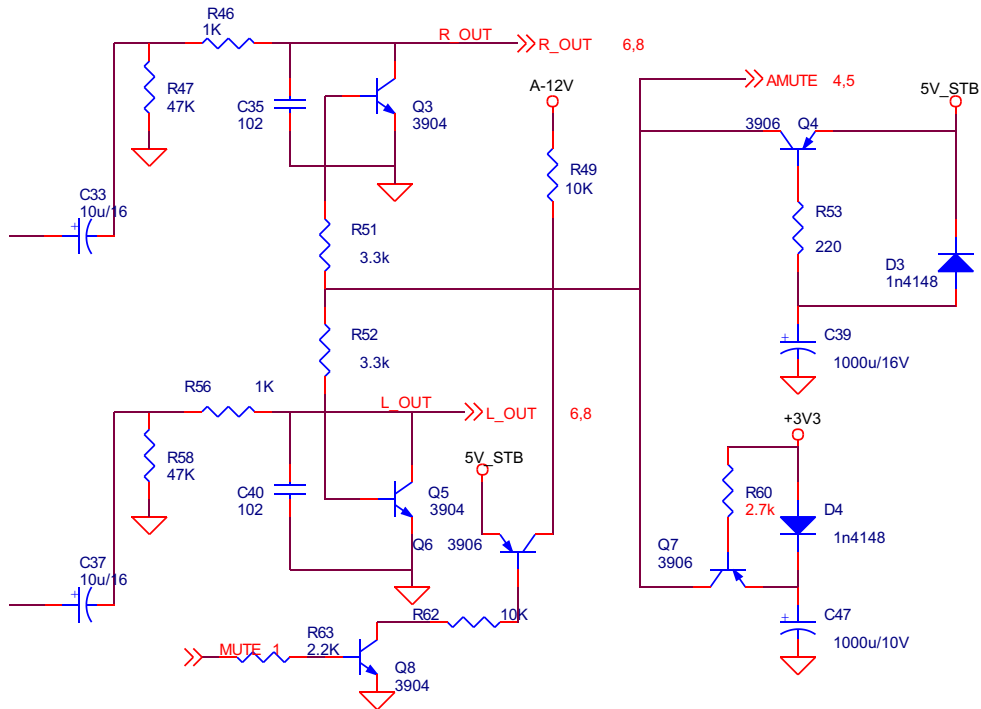 R46
1K
R_OUT
R_OUT 6,8
R47
47K
C35
102
Q3
3904
A-12V
AMUTE 4,5
5V_STB
3906 Q4
R49
10K
C33
10u/16
R51
3.3k
R53
220
D3
1n4148
R52
3.3k
C39
1000u/16V
R56 1K
L_OUT
L_OUT 6,8
+3V3
R58
47K
5V_STB
C40
102
Q5
3904
R60
2.7k
D4
1n4148
Q6 3906
Q7
3906
C37
10u/16
R62 10K
C47
1000u/10V
MUTE_1
R63
2.2K
Q8
3904